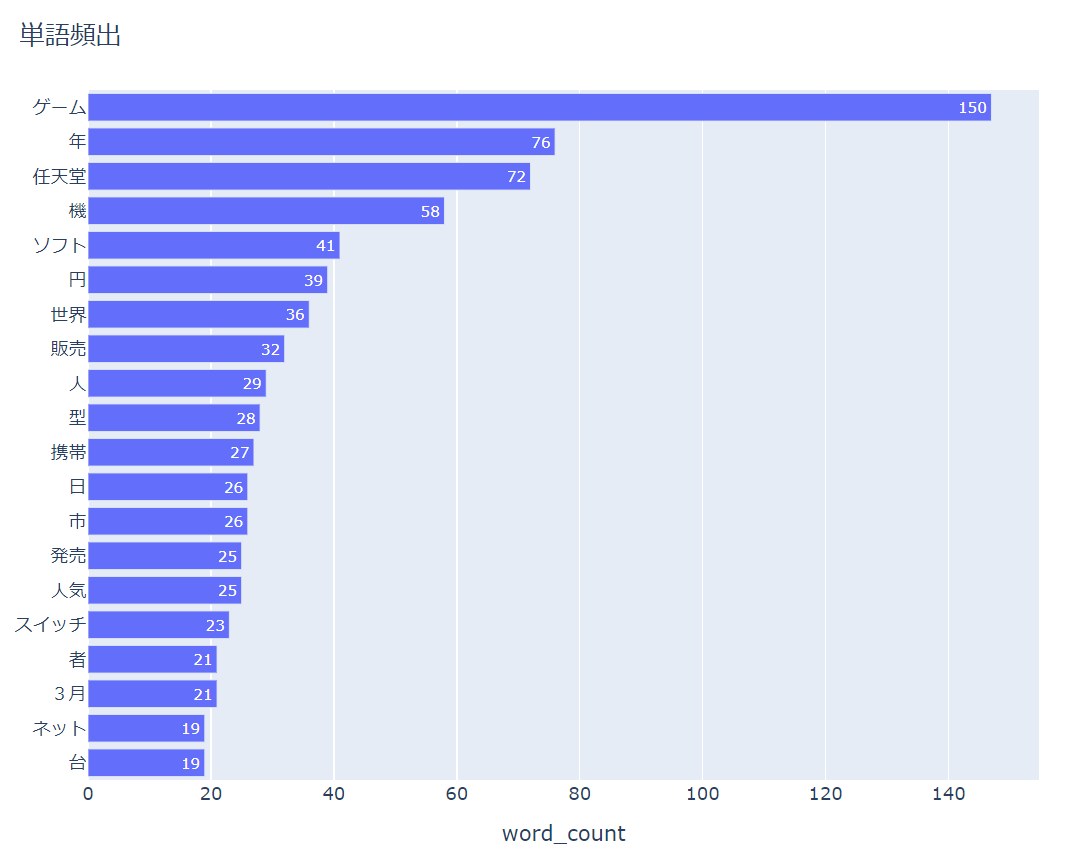 単語頻出
ゲーム 150
年 76
任天堂 72
機 58
ソフト 41
円 39
世界 36
販売 32
人 29
型 28
携帯 27
日 26
市 26
発売 25
人気 25
スイッチ 23
者 21
３月 21
ネット 19
台 19
0 20 40 60 80 100 120 140
word_count